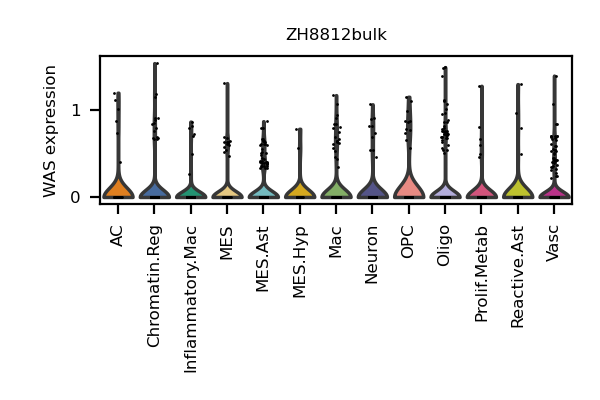 ZH8812bulk
WAS expression
1
0
AC
Chromatin.Reg
Inflammatory.Mac
MES
MES.Ast
MES.Hyp
Mac
Neuron
OPC
Oligo
Prolif.Metab
Reactive.Ast
Vasc